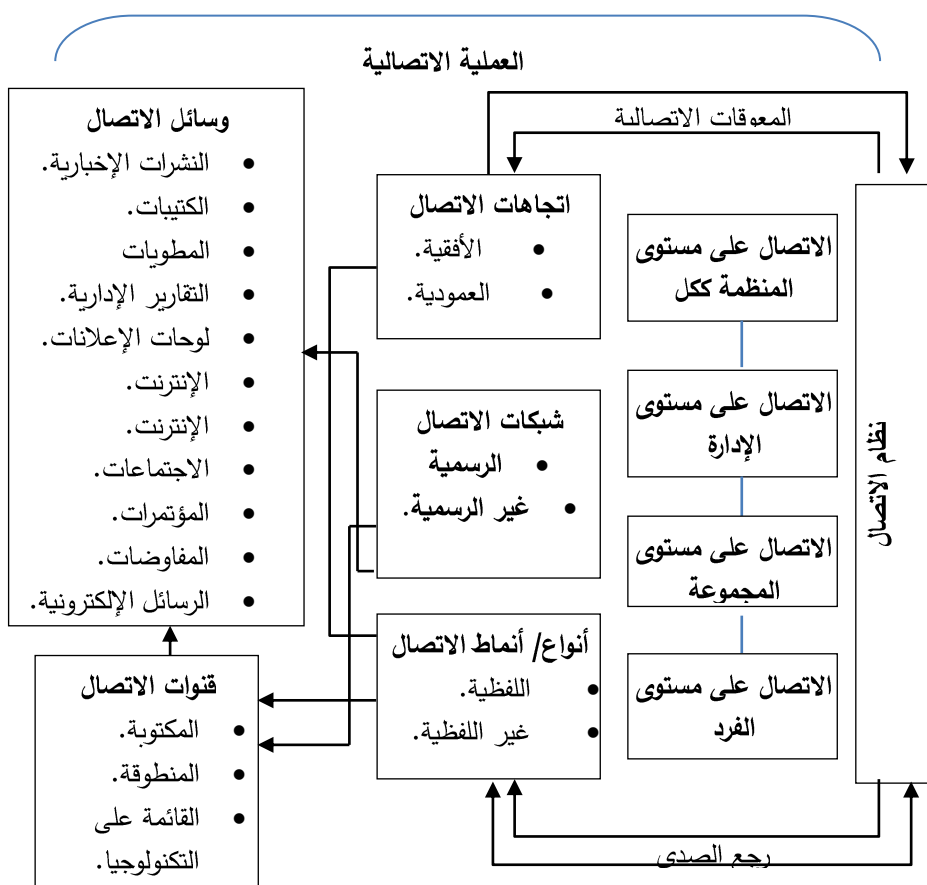 العملية الاتصالية
المعوقات الاتصالية
نظام الاتصال
الاتصال على مستوى
المنظمة ككل
الاتصال على مستوى
الإدارة
الاتصال على مستوى
المجموعة
الاتصال على مستوى
الفرد
اتجاهات الاتصال
• الأفقية.
• العمودية.
شبكات الاتصال
• الرسمية
• غير الرسمية.
أنواع/ أنماط الاتصال
• اللفظية.
• غير اللفظية.
رجع الصدى
وسائل الاتصال
• النشرات الإخبارية.
• الكتيبات.
• المطويات
• التقارير الإدارية.
• لوحات الإعلانات.
• الإنترنت.
• الإنترنت.
• الاجتماعات.
• المؤتمرات.
• المفاوضات.
• الرسائل الإلكترونية.
قنوات الاتصال
• المكتوبة.
• المنطوقة.
• القائمة على
التكنولوجيا.